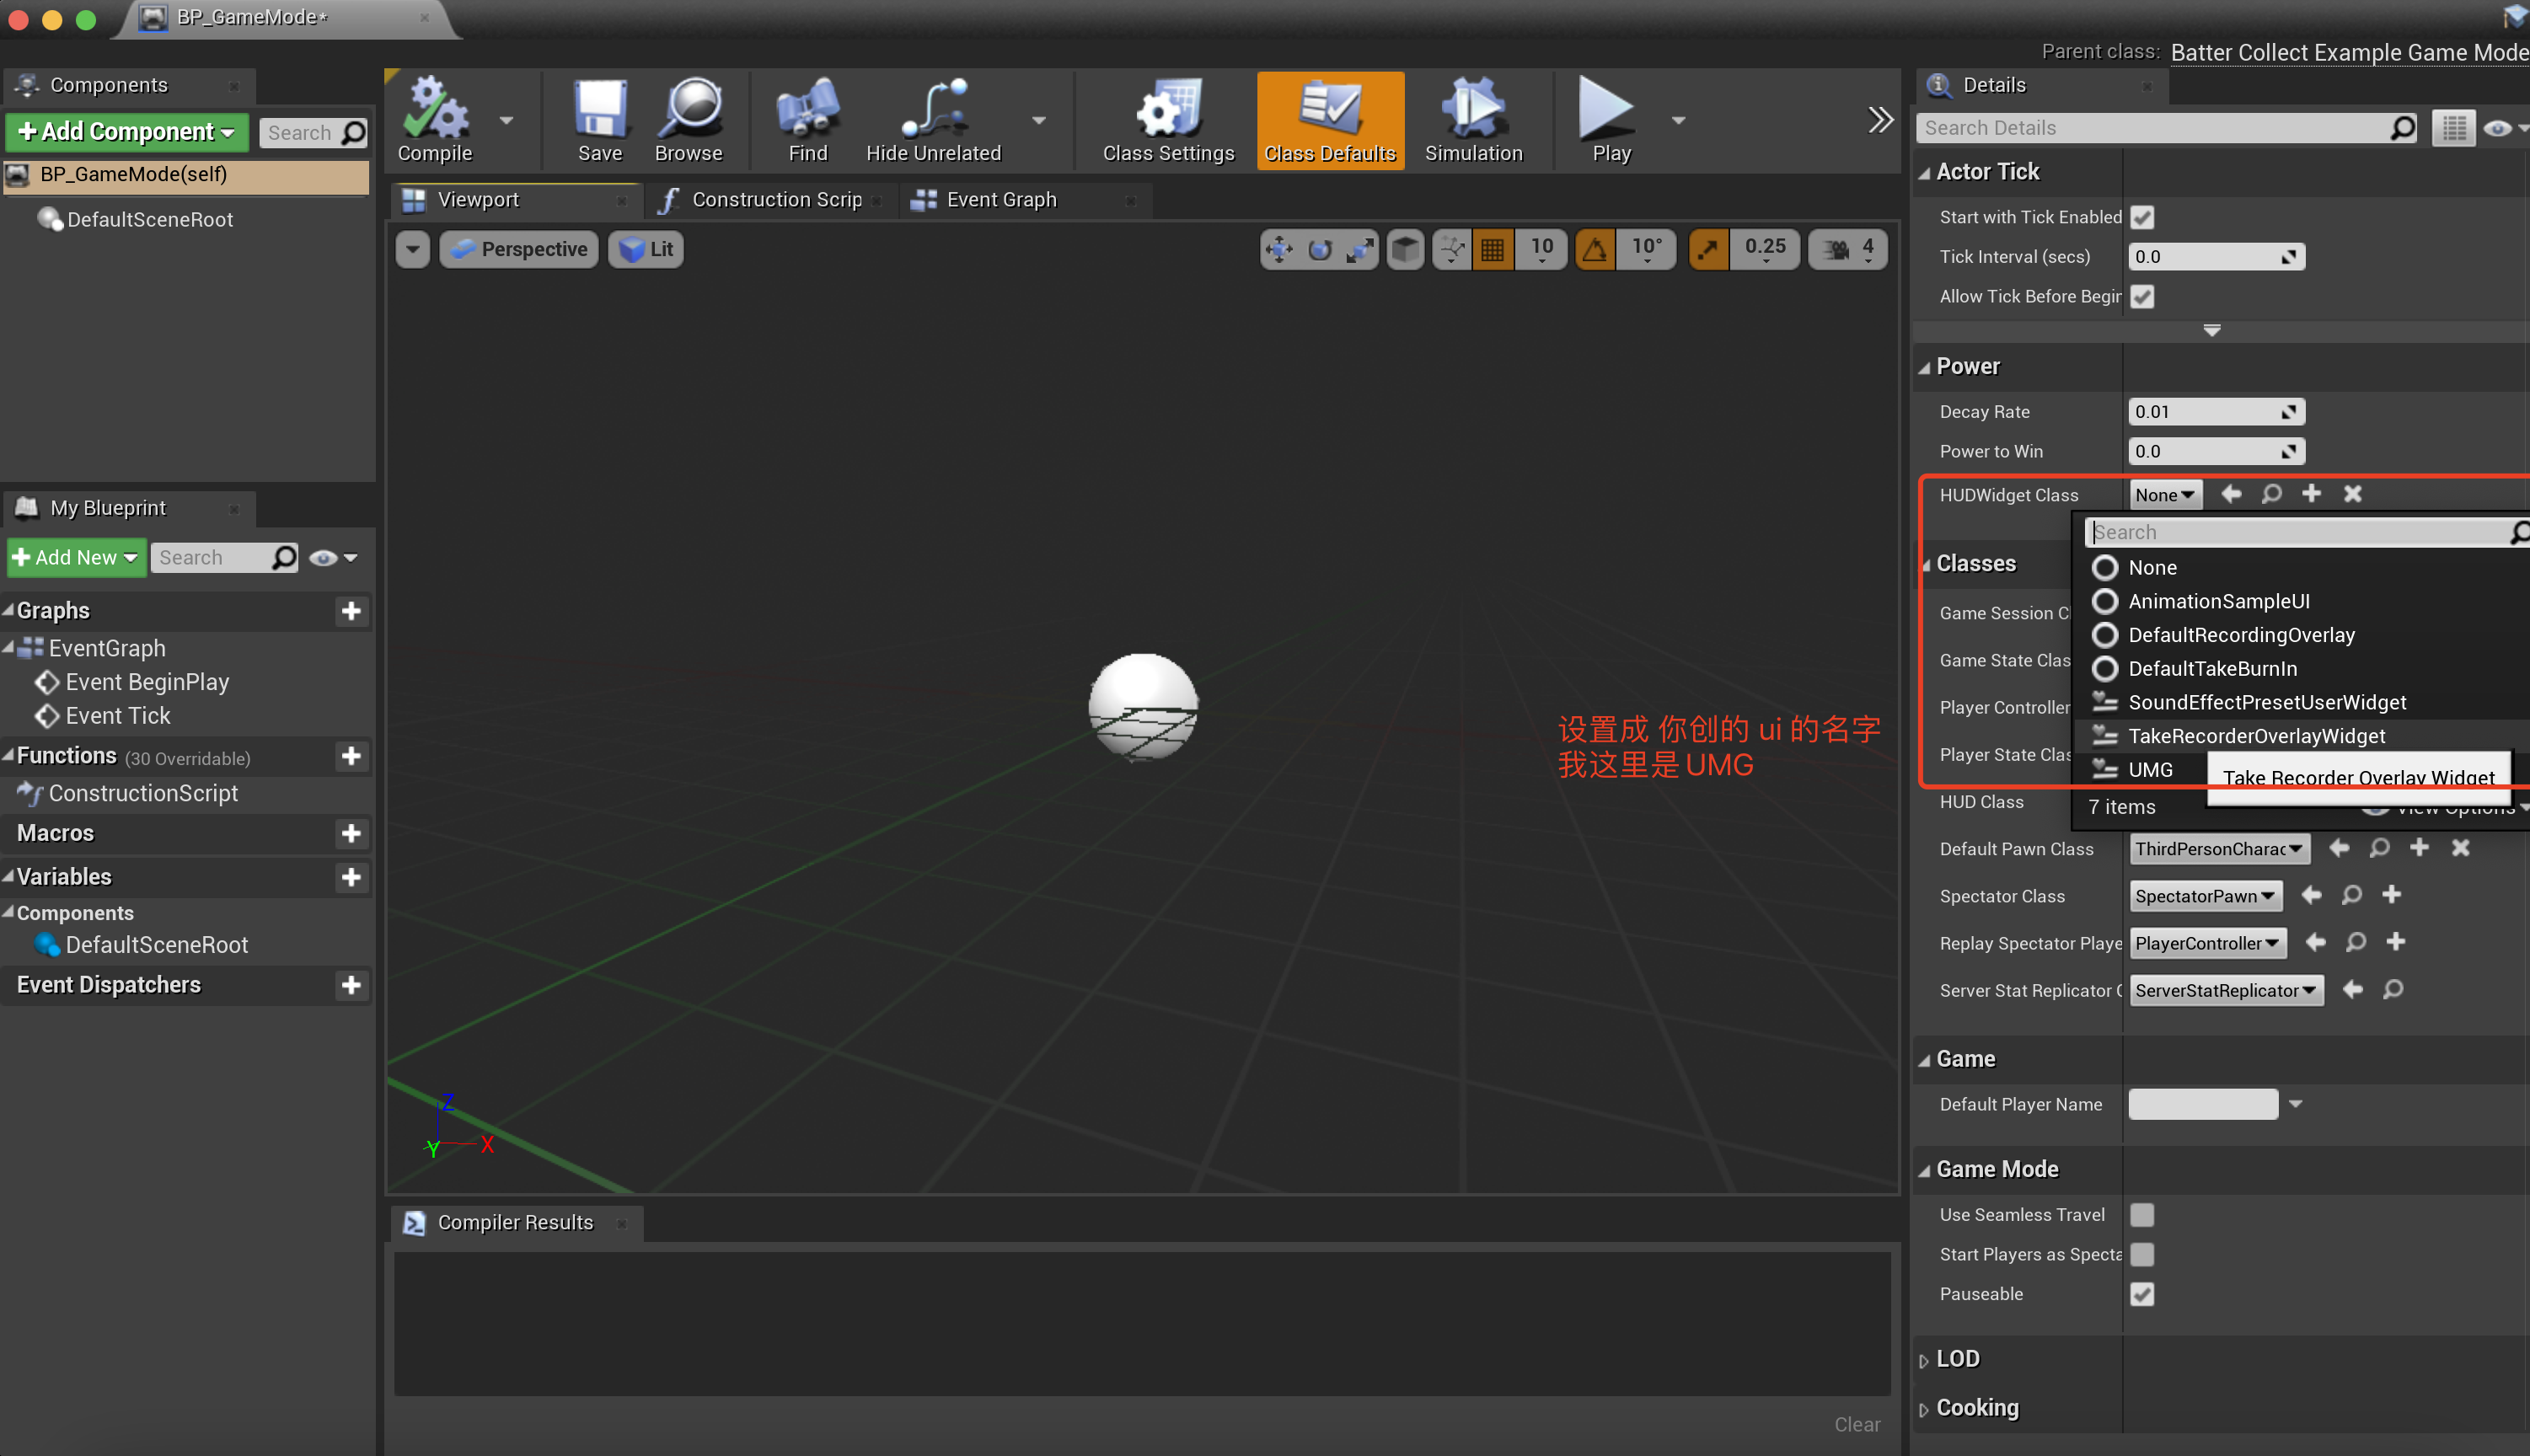 BP_GameMode*
Parent class: Batter Collect Example Game Mode
Components
Add Component
Search
BP_GameMode(self)
DefaultSceneRoot
My Blueprint
Add New
Search
Graphs
EventGraph
Event BeginPlay
Event Tick
Functions (30 Overridable)
ConstructionScript
Macros
Variables
Components
DefaultSceneRoot
Event Dispatchers
Compile
Save
Browse
Find
Hide Unrelated
Class Settings
Class Defaults
Simulation
Play
Viewport
Construction Scrip
Event Graph
Perspective
Lit
10
10°
0.25
4
设置成 你创的 ui 的名字
我这里是UMG
Z
Y
X
Compiler Results
Clear
Details
Search Details
Actor Tick
Start with Tick Enabled
Tick Interval (secs) 0.0
Allow Tick Before Begin
Power
Decay Rate 0.01
Power to Win 0.0
HUDWidget Class None
Search
None
AnimationSampleUI
DefaultRecordingOverlay
DefaultTakeBurnIn
SoundEffectPresetUserWidget
TakeRecorderOverlayWidget
UMG
Take Recorder Overlay Widget
7 items
View Options
Classes
Game Session C
Game State Clas
Player Controller
Player State Clas
HUD Class
Default Pawn Class ThirdPersonCharac
Spectator Class SpectatorPawn
Replay Spectator Playe PlayerController
Server Stat Replicator C ServerStatReplicator
Game
Default Player Name
Game Mode
Use Seamless Travel
Start Players as Specta
Pauseable
LOD
Cooking